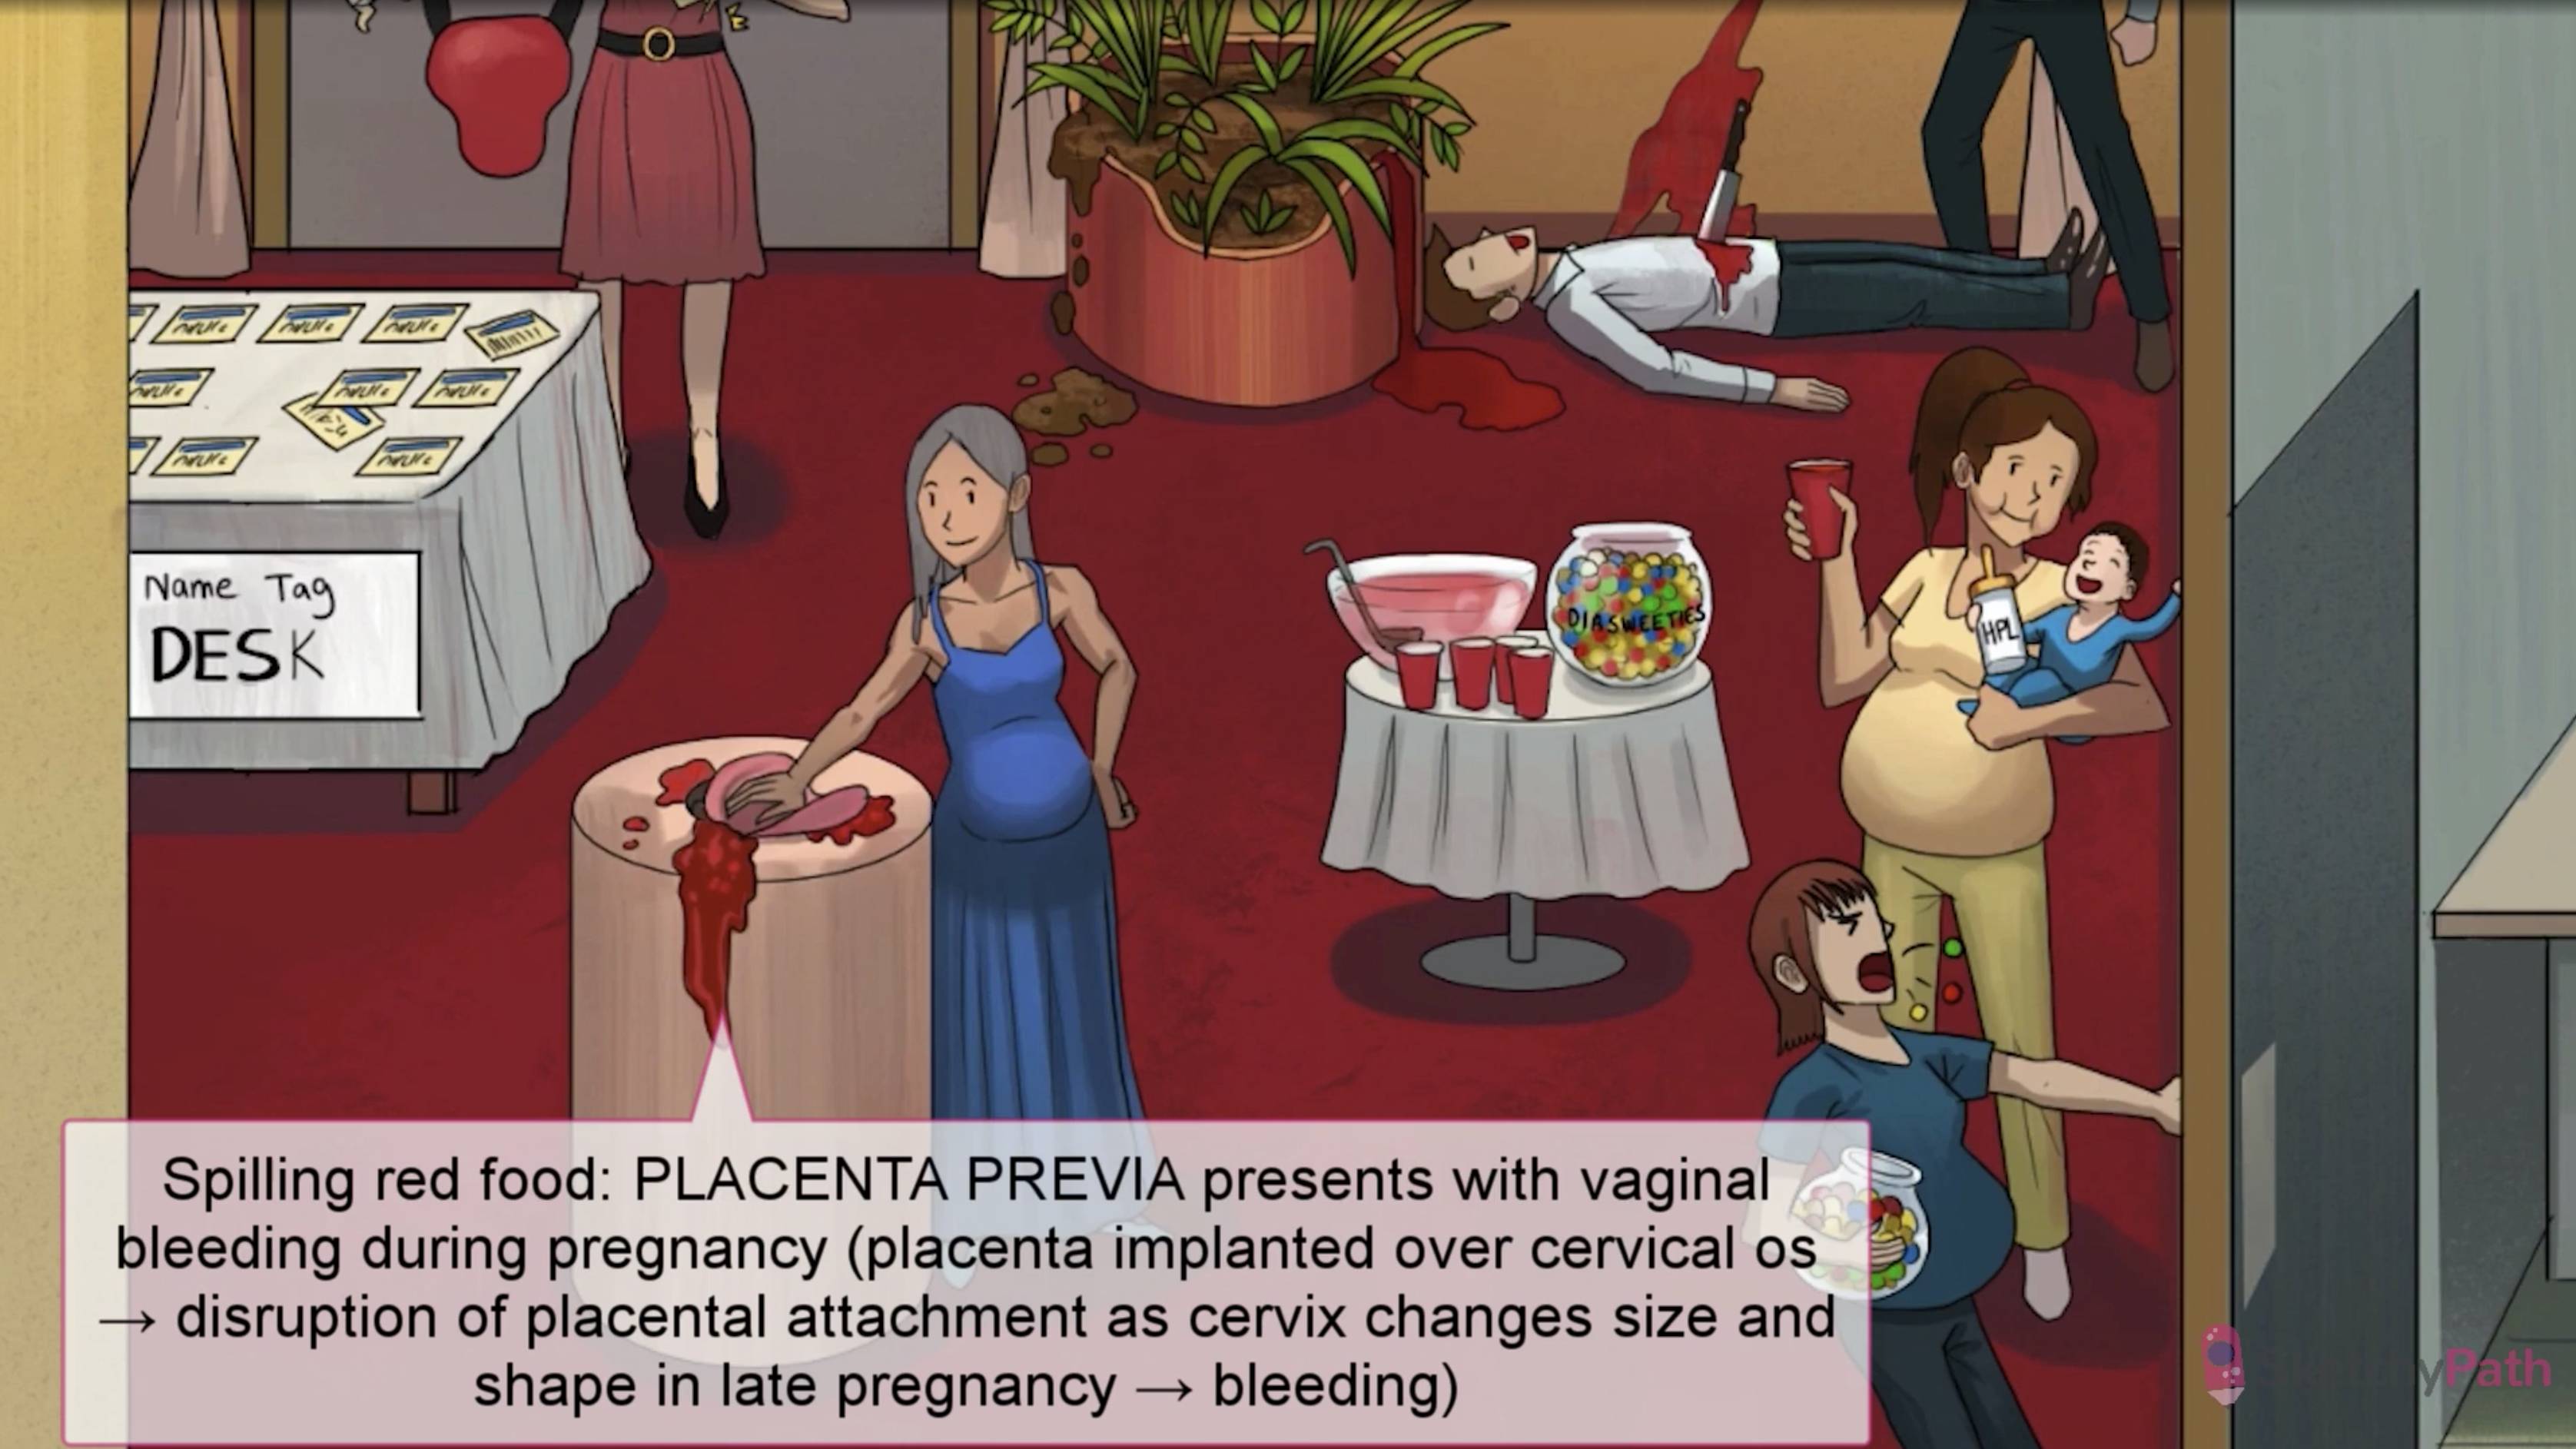 Name Tag
DESK
DIASWEETIES
HPL
Spilling red food: PLACENTA PREVIA presents with vaginal
bleeding during pregnancy (placenta implanted over cervical os
→ disruption of placental attachment as cervix changes size and
shape in late pregnancy → bleeding)
Path